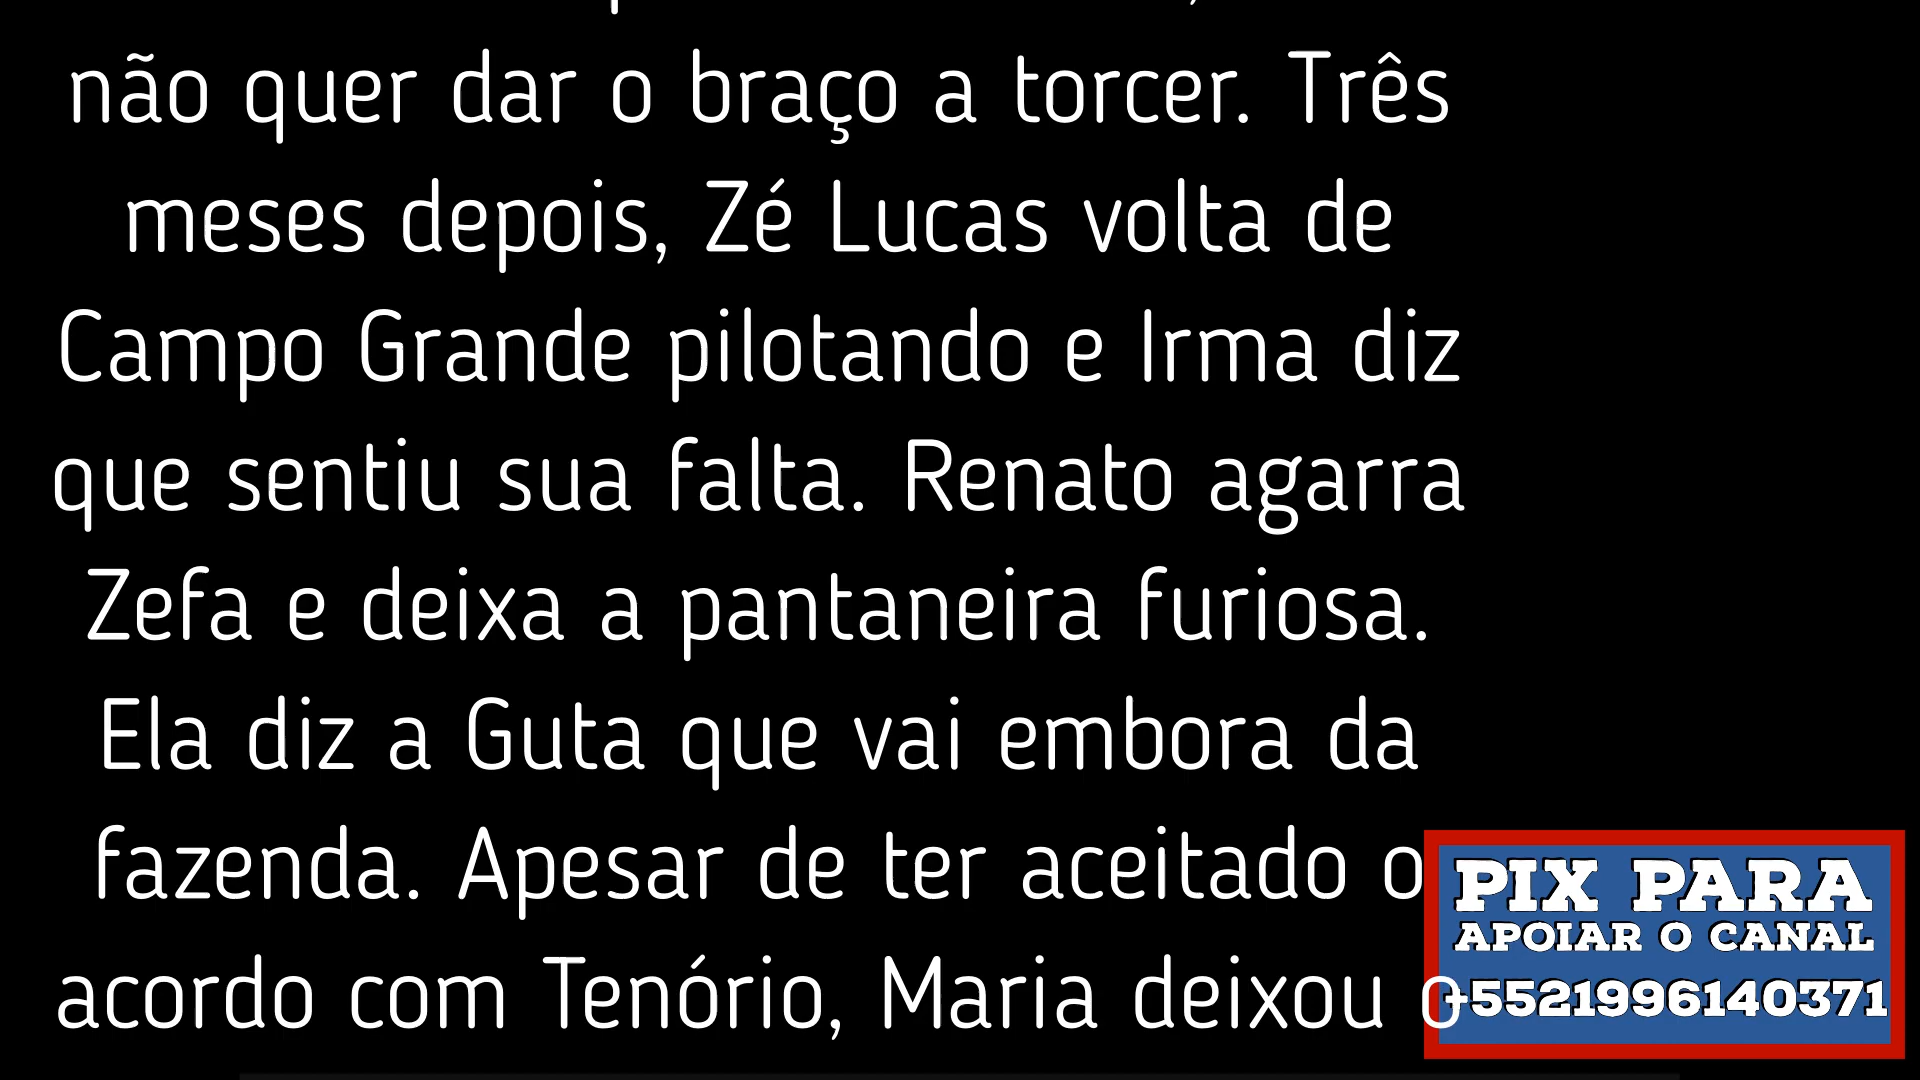 não quer dar o braço a torcer. Três
meses depois, Zé Lucas volta de
Campo Grande pilotando e Irma diz
que sentiu sua falta. Renato agarra
Zefa e deixa a pantaneira furiosa.
Ela diz a Guta que vai embora da
fazenda. Apesar de ter aceitado o
acordo com Tenório, Maria deixou o
PIX PARA
APOIAR O CANAL
+5521996140371